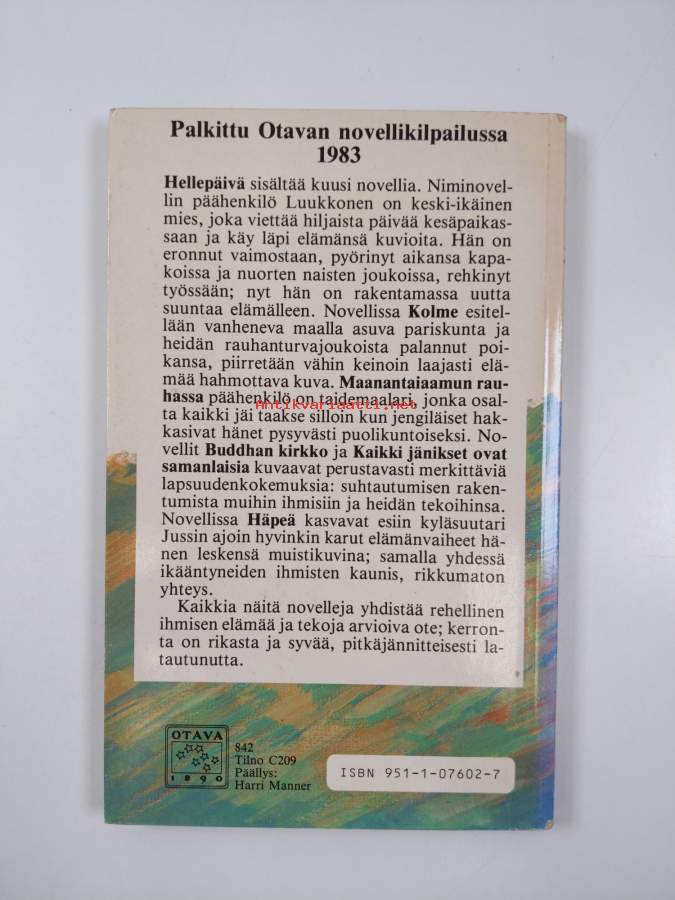 Palkittu Otavan novellikilpailussa
1983
Hellepäivä sisältää kuusi novellia. Niminovel-
lin päähenkilö Luukkonen on keski-ikäinen
mies, joka viettää hiljaista päivää kesäpaikas-
saan ja käy läpi elämänsä kuvioita. Hän on
eronnut vaimostaan, pyörinyt aikansa kapa-
koissa ja nuorten naisten joukoissa, rehkinyt
työssään; nyt hän on rakentamassa uutta
suuntaa elämälleen. Novellissa Kolme esitel-
lään vanheneva maalla asuva pariskunta ja
heidän rauhanturvajoukoista palannut poi-
kansa, piirretään vähin keinoin laajasti elä-
mää hahmottava kuva. Maanantaiaamun rau-
hassa päähenkilö on taidemaalari, jonka osal-
Antikvariaatti.net
ta kaikki jäi taakse silloin kun jengiläiset hak-
kasivat hänet pysyvästi puolikuntoiseksi. No-
vellit Buddhan kirkko ja Kaikki jänikset ovat
samanlaisia kuvaavat perustavasti merkittäviä
lapsuudenkokemuksia: suhtautumisen raken-
tumista muihin ihmisiin ja heidän tekoihinsa.
Novellissa Häpeä kasvavat esiin kyläsuutari
Jussin ajoin hyvinkin karut elämänvaiheet hä-
nen leskensä muistikuvina; samalla yhdessä
ikääntyneiden ihmisten kaunis, rikkumaton
yhteys.
Kaikkia näitä novelleja yhdistää rehellinen
ihmisen elämää ja tekoja arvioiva ote; kerron-
ta on rikasta ja syvää, pitkäjännitteisesti la-
tautunutta.
OTAVA
1890
842
Tilno C209
Päällys:
Harri Manner
ISBN 951-1-07602-7